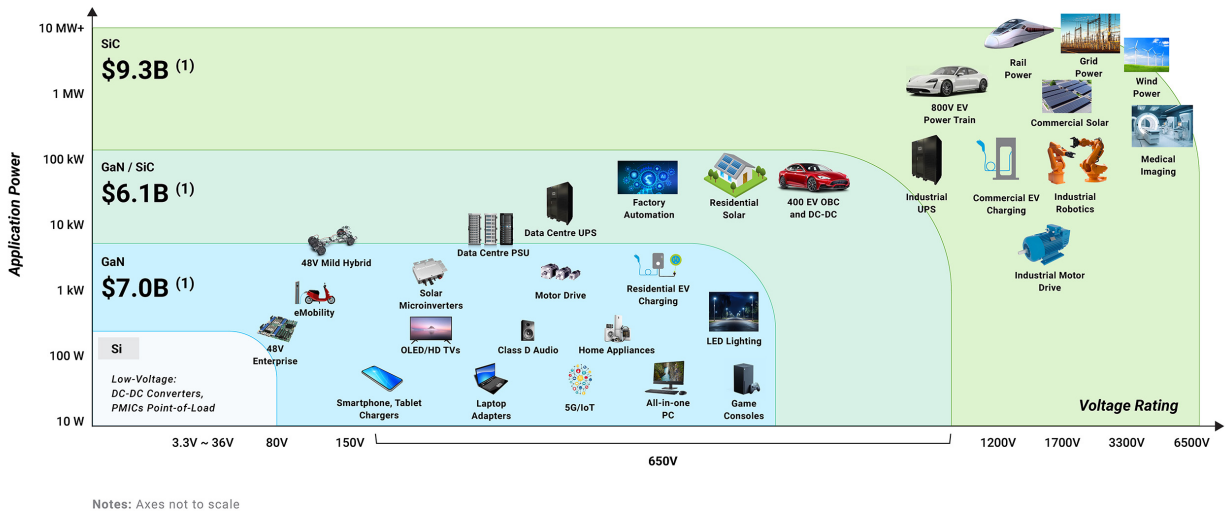 10 MW+
1 MW
100 kW
10 kW
1 kW
100 W
10 W
Application Power
SiC
$9.3B (1)
GaN / SiC
$6.1B (1)
GaN
$7.0B (1)
Si
Low-Voltage:
DC-DC Converters,
PMICs Point-of-Load
Rail
Power
Grid
Power
Wind
Power
800V EV
Power Train
Commercial Solar
Medical
Imaging
Industrial
UPS
Commercial EV
Charging
Industrial
Robotics
Industrial Motor
Drive
Factory
Automation
Residential
Solar
400 EV OBC
and DC-DC
Data Centre UPS
Data Centre PSU
48V Mild Hybrid
Solar
Microinverters
Motor Drive
Residential EV
Charging
eMobility
48V
Enterprise
OLED/HD TVs
Class D Audio
Home Appliances
LED Lighting
Smartphone, Tablet
Chargers
Laptop
Adapters
5G/IoT
All-in-one
PC
Game
Consoles
Voltage Rating
3.3V ~ 36V
80V
150V
650V
1200V
1700V
3300V
6500V
Notes: Axes not to scale